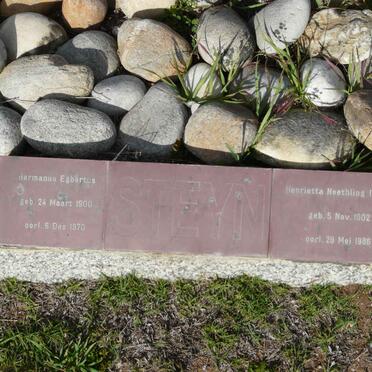 Hermanus Egbertus
geb. 24 Maart 1900
oorl. 5 Des 1970
STEYN
Henrietta Neethling
geb. 5 Nov. 1902
oorl. 29 Mei 1986